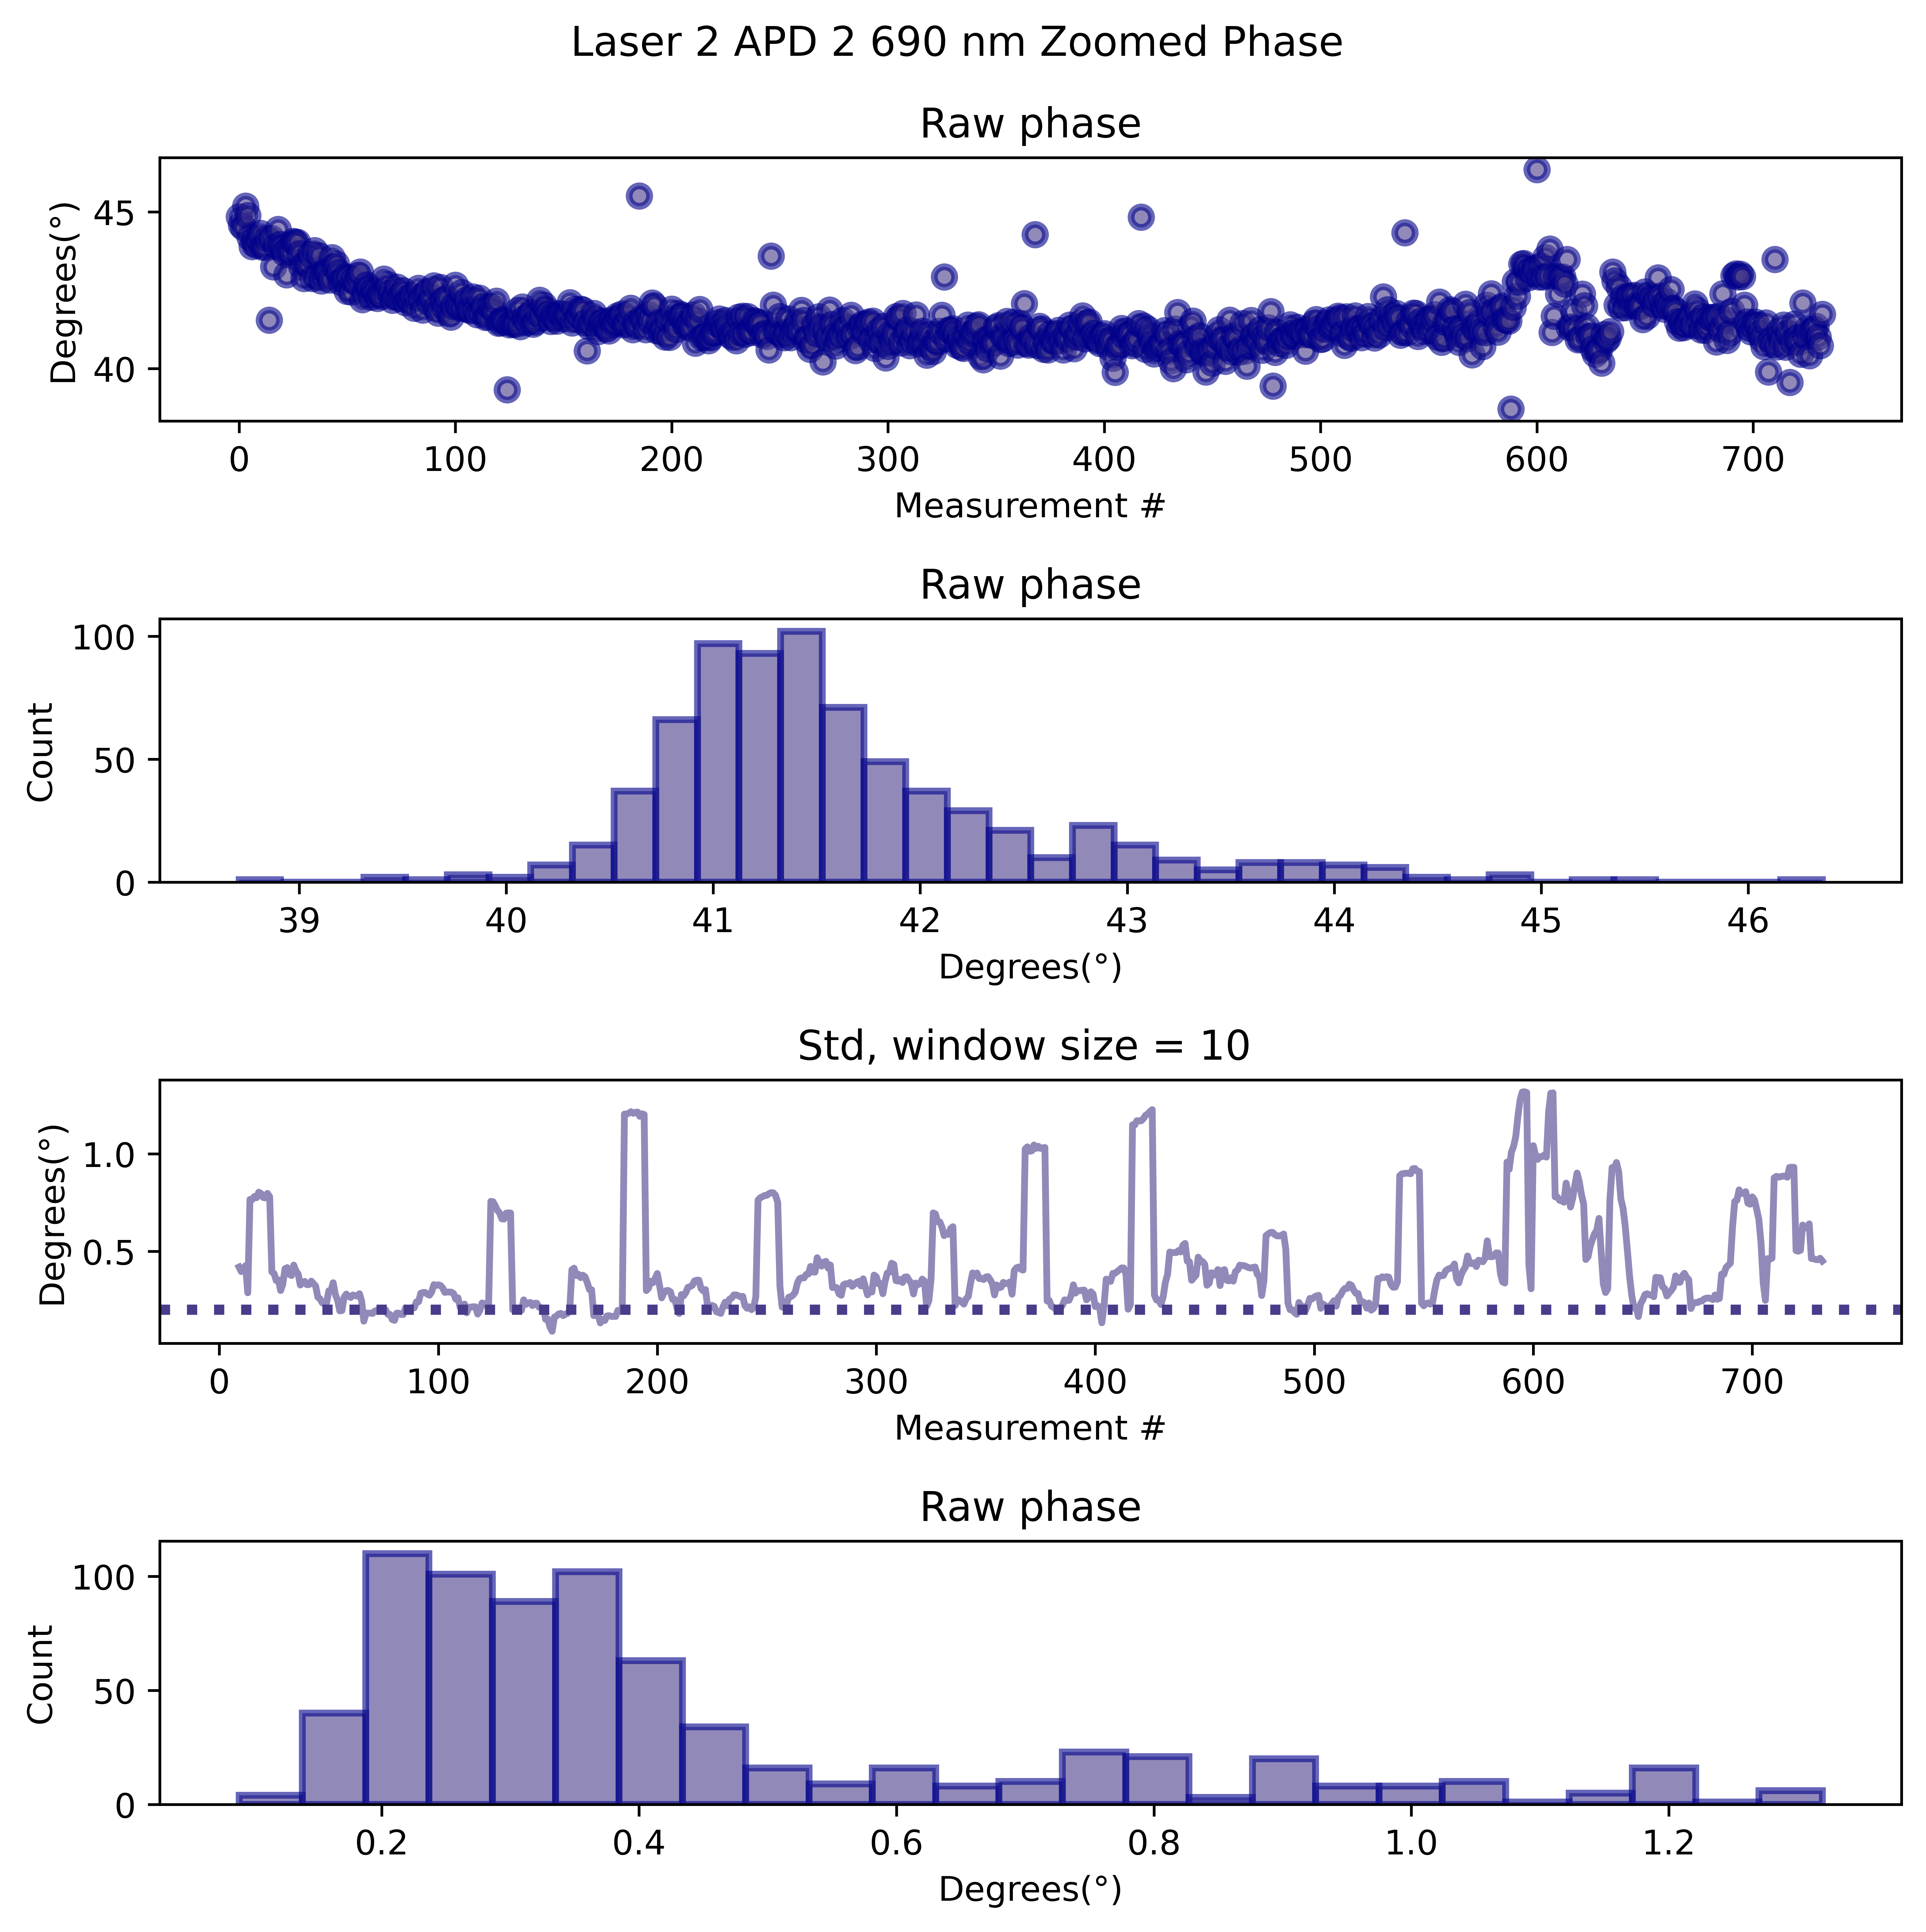 Laser 2 APD 2 690 nm Zoomed Phase
Raw phase
Degrees(°)
45
40
0 100 200 300 400 500 600 700
Measurement #
Raw phase
Count
100
50
0
39 40 41 42 43 44 45 46
Degrees(°)
Std, window size = 10
Degrees(°)
1.0
0.5
0 100 200 300 400 500 600 700
Measurement #
Raw phase
Count
100
50
0
0.2 0.4 0.6 0.8 1.0 1.2
Degrees(°)